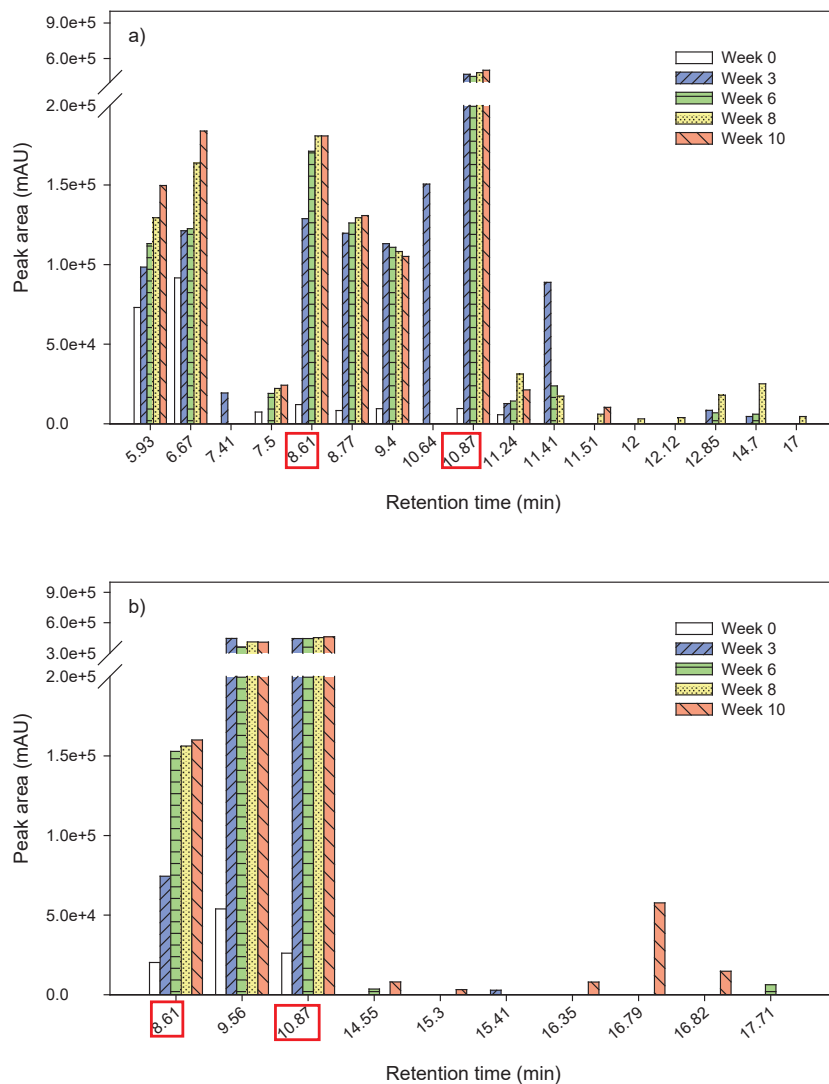 a)
9.0e+5
6.0e+5
2.0e+5
1.5e+5
1.0e+5
5.0e+4
0.0
Peak area (mAU)
Week 0
Week 3
Week 6
Week 8
Week 10
5.93 6.67 7.41 7.5 8.61 8.77 9.4 10.64 10.87 11.24 11.41 11.51 12 12.12 12.85 14.7 17
Retention time (min)
b)
9.0e+5
6.0e+5
3.0e+5
2.0e+5
1.5e+5
1.0e+5
5.0e+4
0.0
Peak area (mAU)
Week 0
Week 3
Week 6
Week 8
Week 10
8.61 9.56 10.87 14.55 15.3 15.41 16.35 16.79 16.82 17.71
Retention time (min)